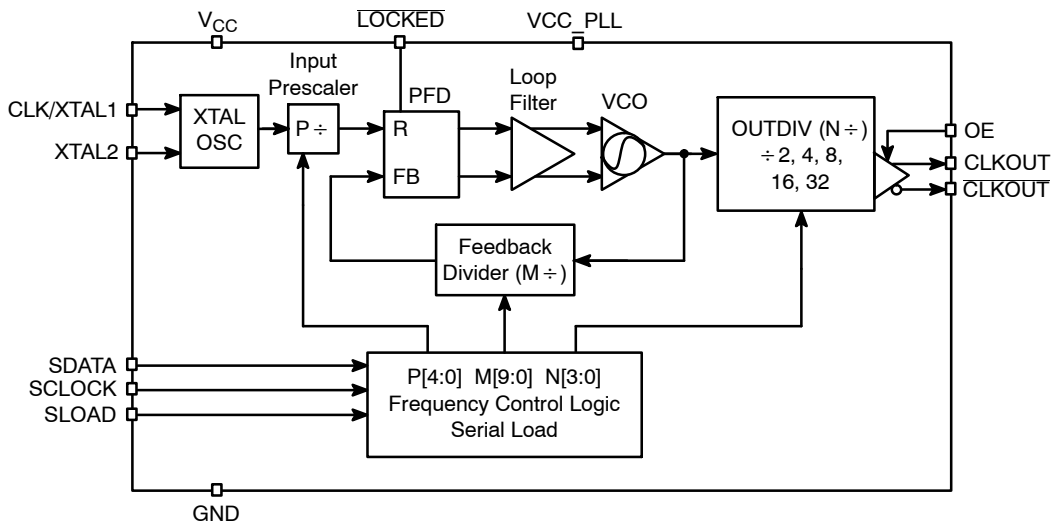 V_CC
LOCKED
VCC_PLL
Input
Prescaler
PFD
Loop
Filter
VCO
CLK/XTAL1
XTAL2
XTAL
OSC
P ÷
R
FB
OUTDIV (N ÷)
÷ 2, 4, 8,
16, 32
OE
CLKOUT
CLKOUT
Feedback
Divider (M ÷)
SDATA
SCLOCK
SLOAD
P[4:0] M[9:0] N[3:0]
Frequency Control Logic
Serial Load
GND